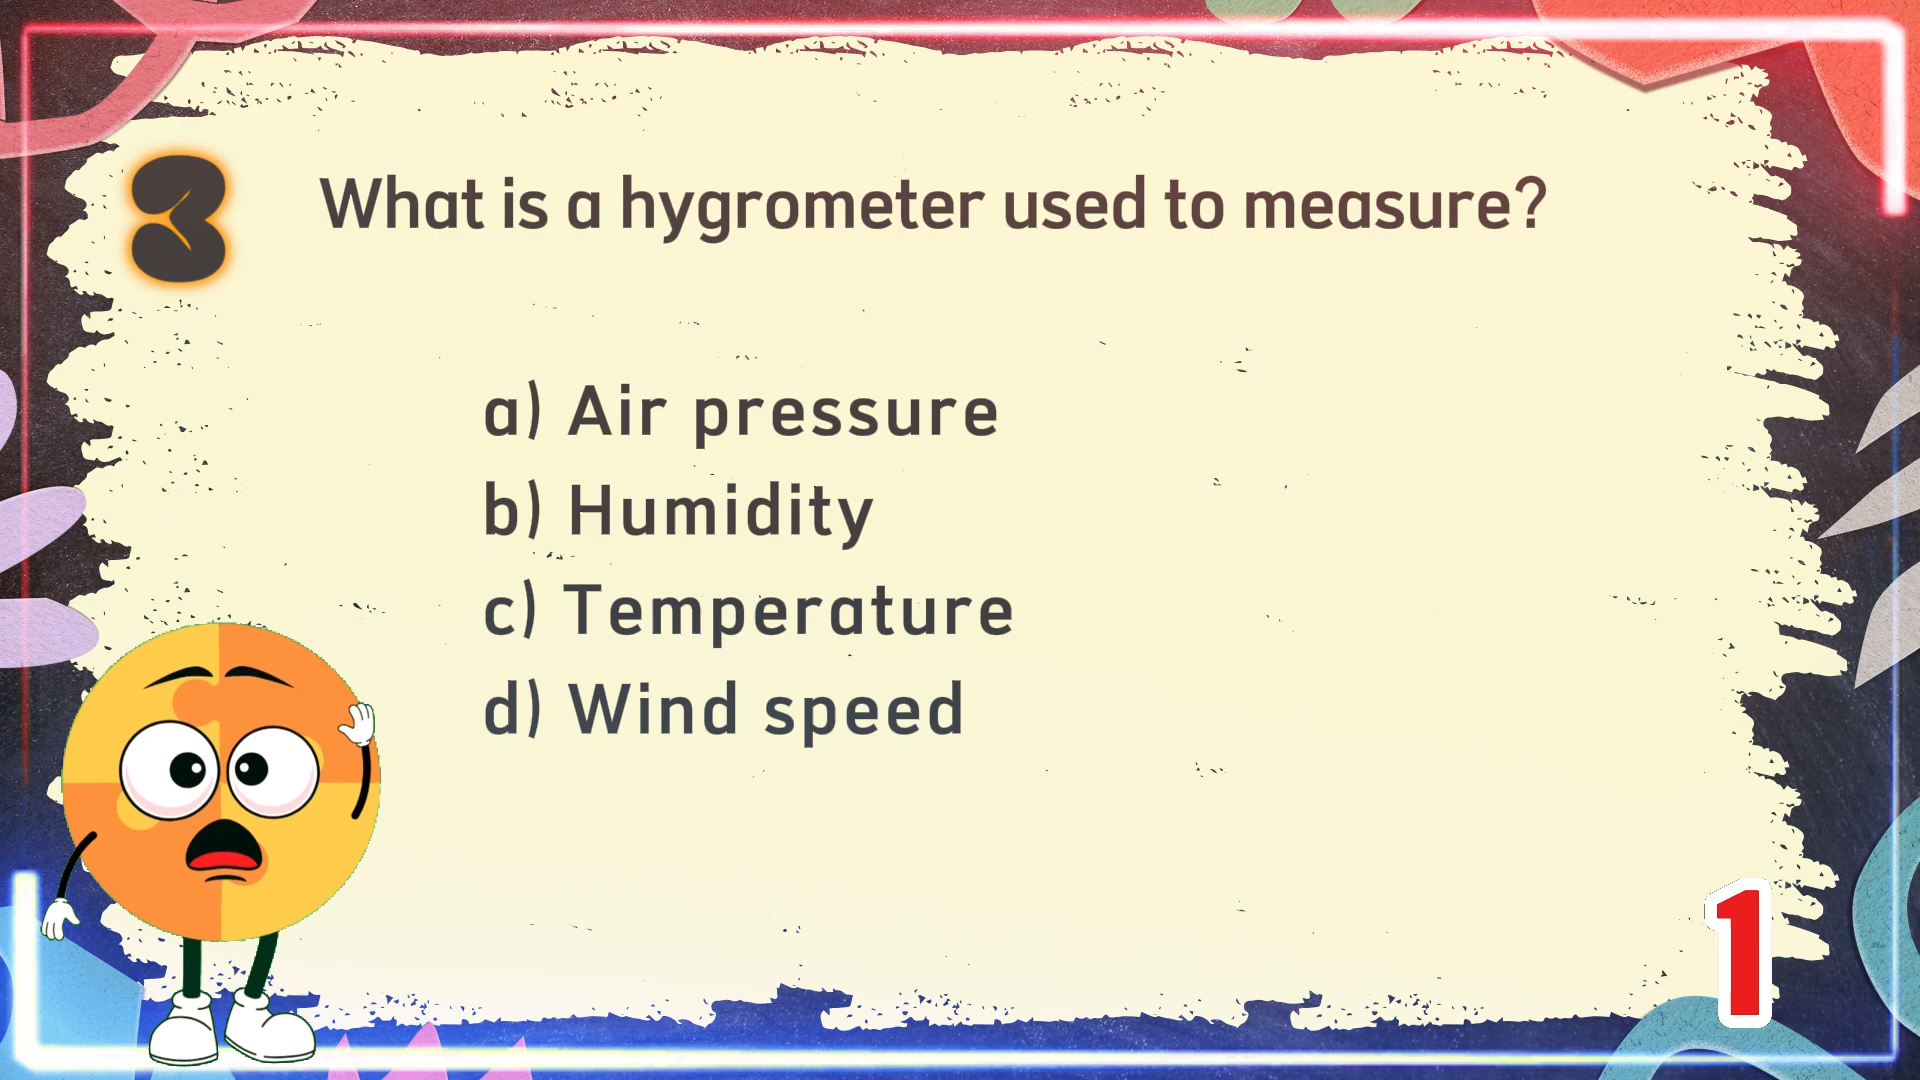 3
What is a hygrometer used to measure?
a) Air pressure
b) Humidity
c) Temperature
d) Wind speed
1